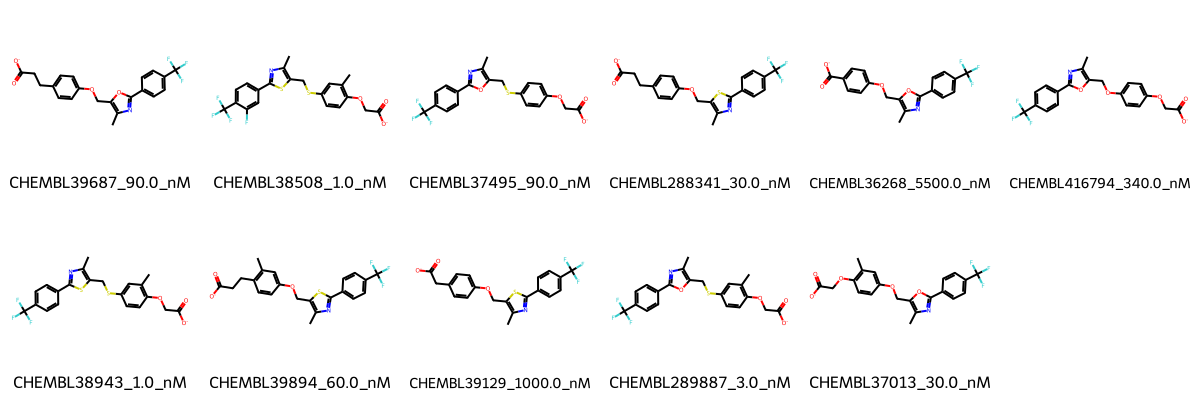 CHEMBL39687_90.0_nM
CHEMBL38508_1.0_nM
CHEMBL37495_90.0_nM
CHEMBL288341_30.0_nM
CHEMBL36268_5500.0_nM
CHEMBL416794_340.0_nM
CHEMBL38943_1.0_nM
CHEMBL39894_60.0_nM
CHEMBL39129_1000.0_nM
CHEMBL289887_3.0_nM
CHEMBL37013_30.0_nM